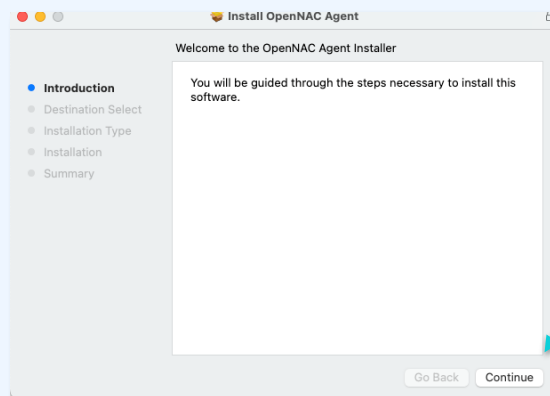 Install OpenNAC Agent
Welcome to the OpenNAC Agent Installer
Introduction
Destination Select
Installation Type
Installation
Summary
You will be guided through the steps necessary to install this
software.
Go Back
Continue